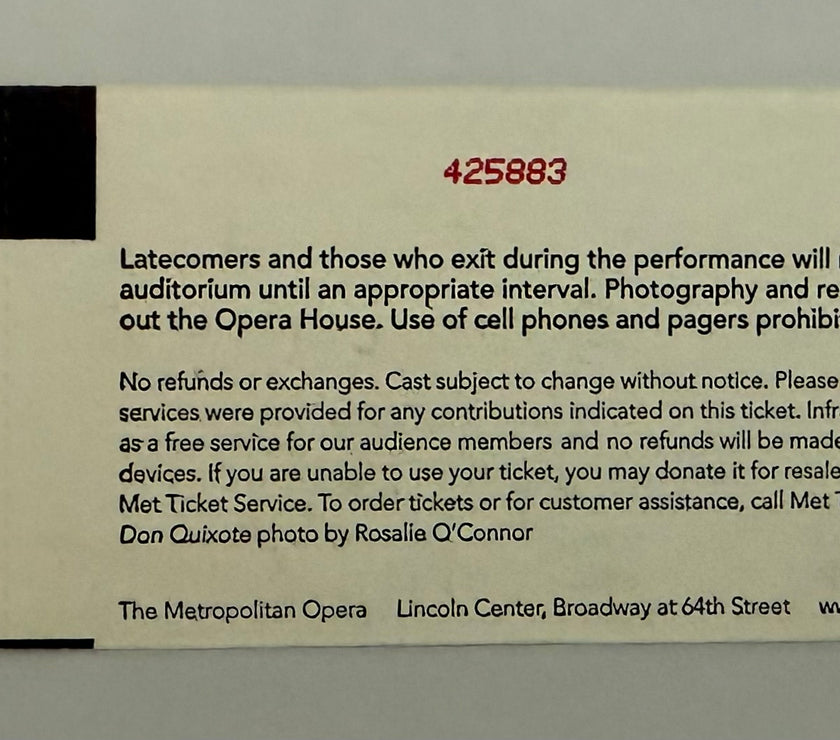 425883
Latecomers and those who exit during the performance will
auditorium until an appropriate interval. Photography and re
out the Opera House. Use of cell phones and pagers prohibi
No refunds or exchanges. Cast subject to change without notice. Please
services were provided for any contributions indicated on this ticket. Infr
as a free service for our audience members and no refunds will be made
devices. If you are unable to use your ticket, you may donate it for resale
Met Ticket Service. To order tickets or for customer assistance, call Met
Don Quixote photo by Rosalie O'Connor
The Metropolitan Opera Lincoln Center, Broadway at 64th Street